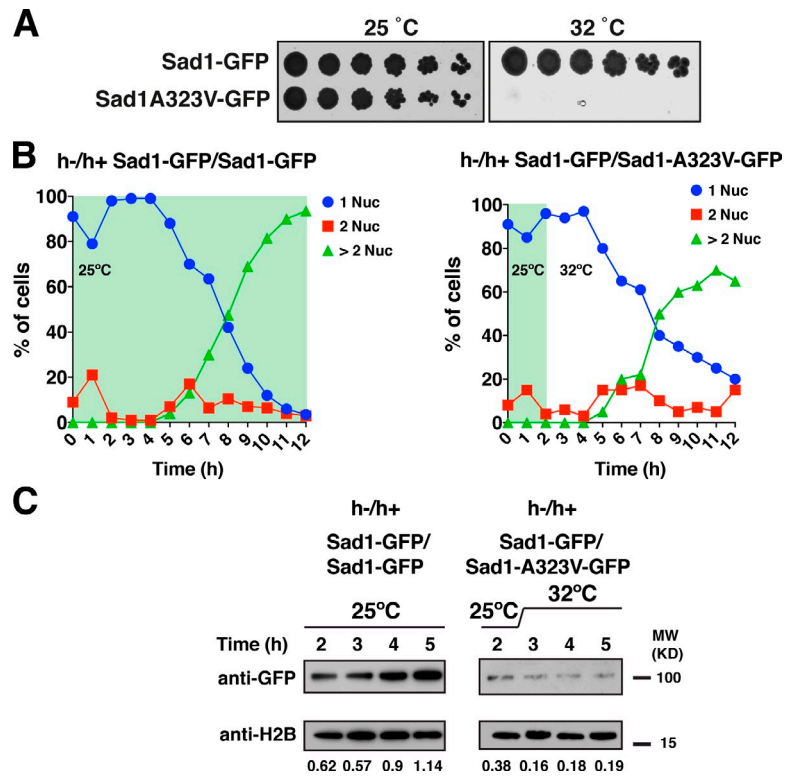 A
25 °C
32 °C
Sad1-GFP
Sad1A323V-GFP
B
h-/h+ Sad1-GFP/Sad1-GFP
100
80
60
40
20
0
% of cells
25ºC
0 1 2 3 4 5 6 7 8 9 10 11 12
Time (h)
1 Nuc
2 Nuc
> 2 Nuc
h-/h+ Sad1-GFP/Sad1-A323V-GFP
100
80
60
40
20
0
% of cells
25ºC 32ºC
0 1 2 3 4 5 6 7 8 9 10 11 12
Time (h)
1 Nuc
2 Nuc
> 2 Nuc
C
h-/h+
Sad1-GFP/
Sad1-GFP
25ºC
h-/h+
Sad1-GFP/
Sad1-A323V-GFP
25ºC 32ºC
Time (h) 2 3 4 5 2 3 4 5 MW
(KD)
anti-GFP 100
anti-H2B 15
0.62 0.57 0.9 1.14 0.38 0.16 0.18 0.19